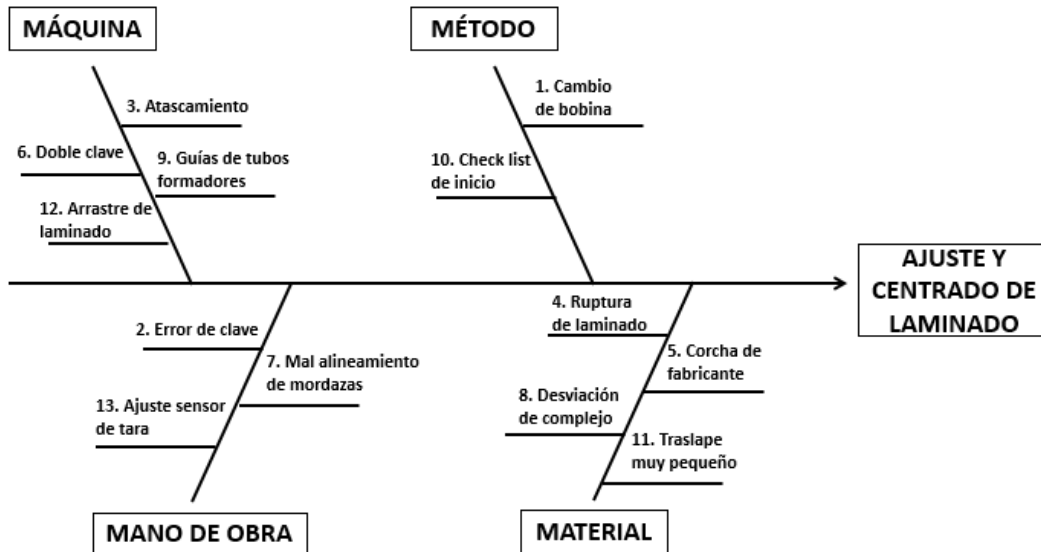 MÁQUINA
MÉTODO
3. Atascamiento
1. Cambio
de bobina
6. Doble clave
9. Guías de tubos
formadores
10. Check list
de inicio
12. Arrastre de
laminado
AJUSTE Y
CENTRADO DE
LAMINADO
4. Ruptura
de laminado
2. Error de clave
7. Mal alineamiento
de mordazas
5. Corcha de
fabricante
8. Desviación
de complejo
13. Ajuste sensor
de tara
11. Traslape
muy pequeño
MANO DE OBRA
MATERIAL